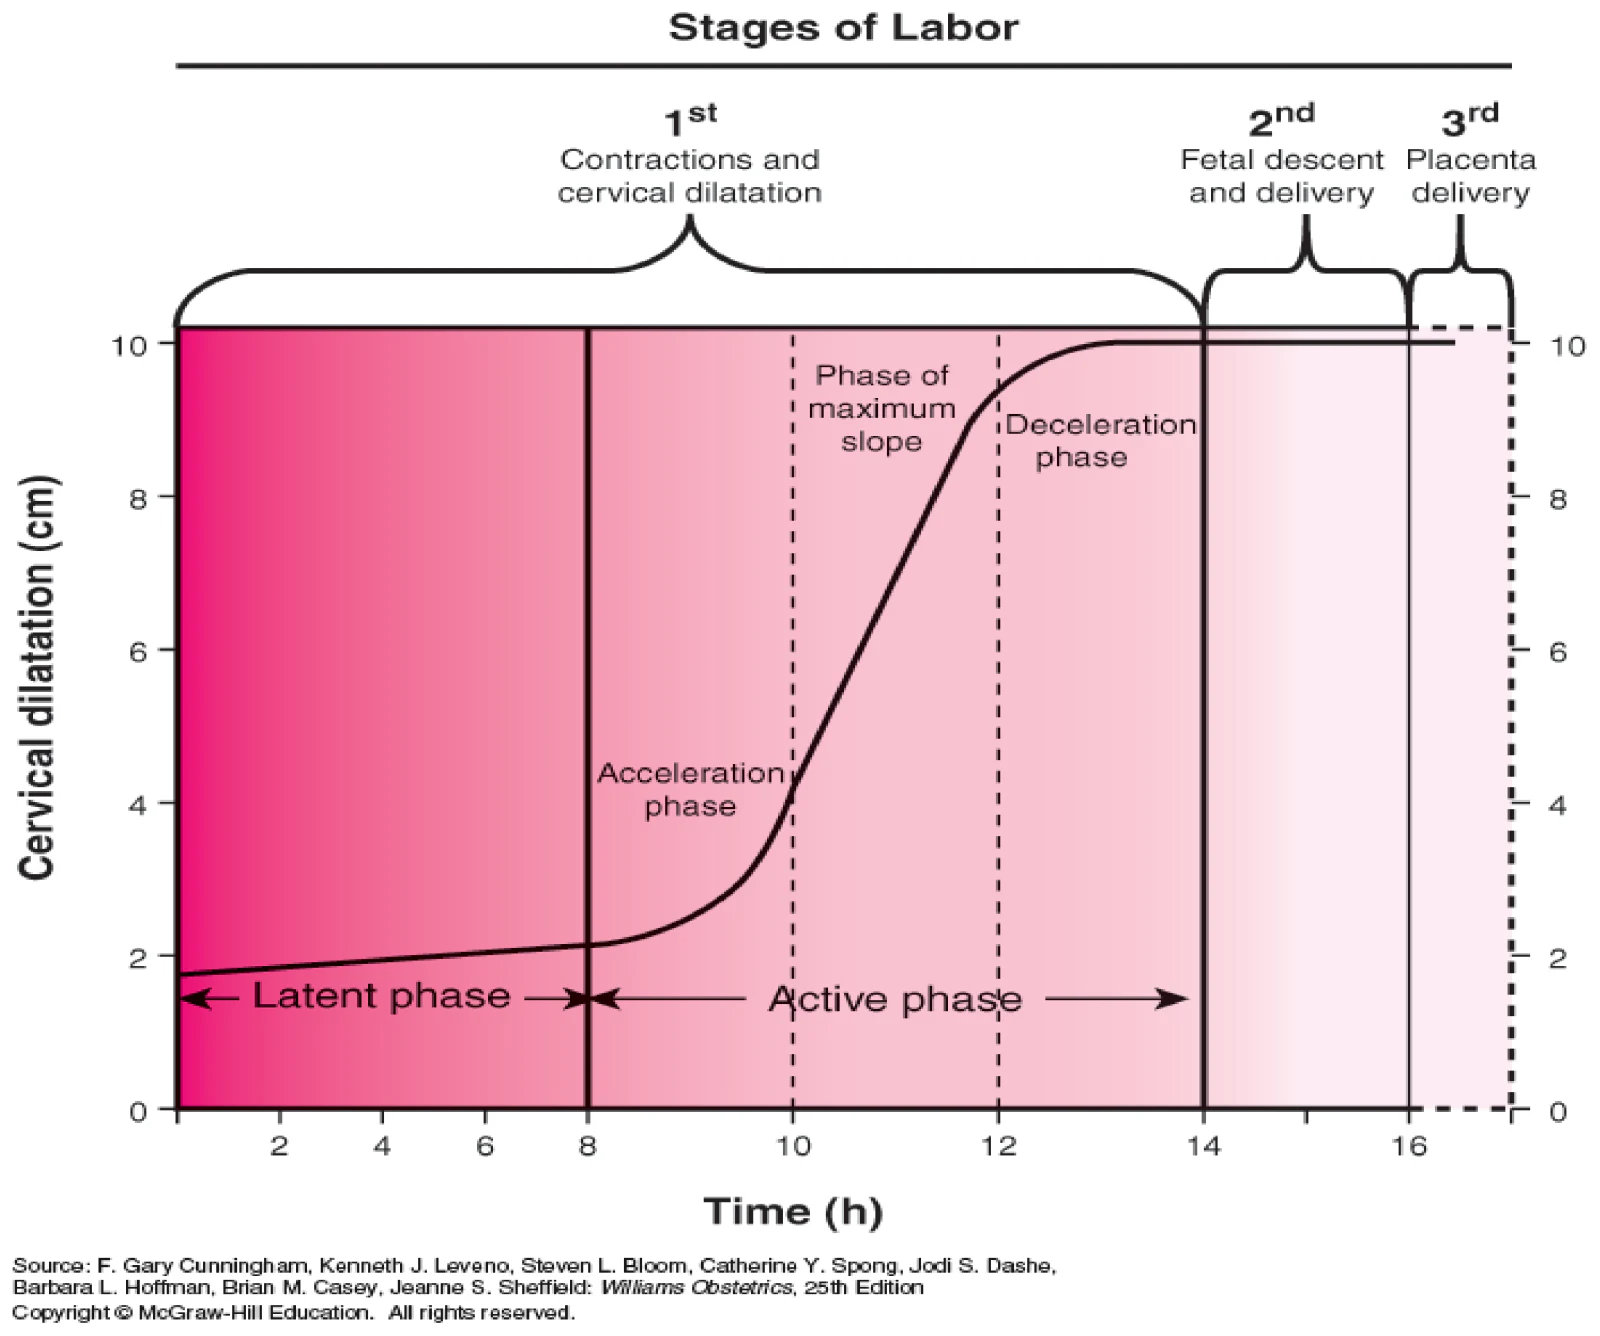 Stages of Labor
1st
Contractions and
cervical dilatation
2nd
Fetal descent
and delivery
3rd
Placenta
delivery
10
8
6
4
2
0
Cervical dilatation (cm)
Acceleration
phase
Phase of
maximum
slope
Deceleration
phase
Latent phase
Active phase
10
8
6
4
2
0
2
4
6
8
10
12
14
16
Time (h)
Source: F. Gary Cunningham, Kenneth J. Leveno, Steven L. Bloom, Catherine Y. Spong, Jodi S. Dashe,
Barbara L. Hoffman, Brian M. Casey, Jeanne S. Sheffield: Williams Obstetrics, 25th Edition
Copyright © McGraw-Hill Education. All rights reserved.